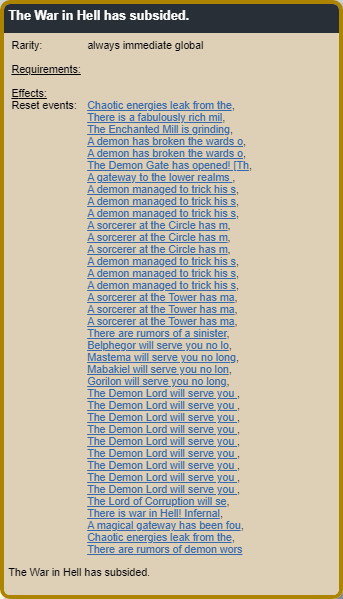 The War in Hell has subsided.
Rarity: always immediate global
Requirements:
Effects:
Reset events: Chaotic energies leak from the,
There is a fabulously rich mil,
The Enchanted Mill is grinding,
A demon has broken the wards o,
A demon has broken the wards o,
The Demon Gate has opened! [Th,
A gateway to the lower realms ,
A demon managed to trick his s,
A demon managed to trick his s,
A demon managed to trick his s,
A sorcerer at the Circle has m,
A sorcerer at the Circle has m,
A sorcerer at the Circle has m,
A demon managed to trick his s,
A demon managed to trick his s,
A demon managed to trick his s,
A sorcerer at the Tower has ma,
A sorcerer at the Tower has ma,
A sorcerer at the Tower has ma,
There are rumors of a sinister,
Belphegor will serve you no lo,
Mastema will serve you no long,
Mabakiel will serve you no lon,
Gorilon will serve you no long,
The Demon Lord will serve you ,
The Demon Lord will serve you ,
The Demon Lord will serve you ,
The Demon Lord will serve you ,
The Demon Lord will serve you ,
The Demon Lord will serve you ,
The Demon Lord will serve you ,
The Demon Lord will serve you ,
The Demon Lord will serve you ,
The Lord of Corruption will se,
There is war in Hell! Infernal,
A magical gateway has been fou,
Chaotic energies leak from the,
There are rumors of demon wors
The War in Hell has subsided.